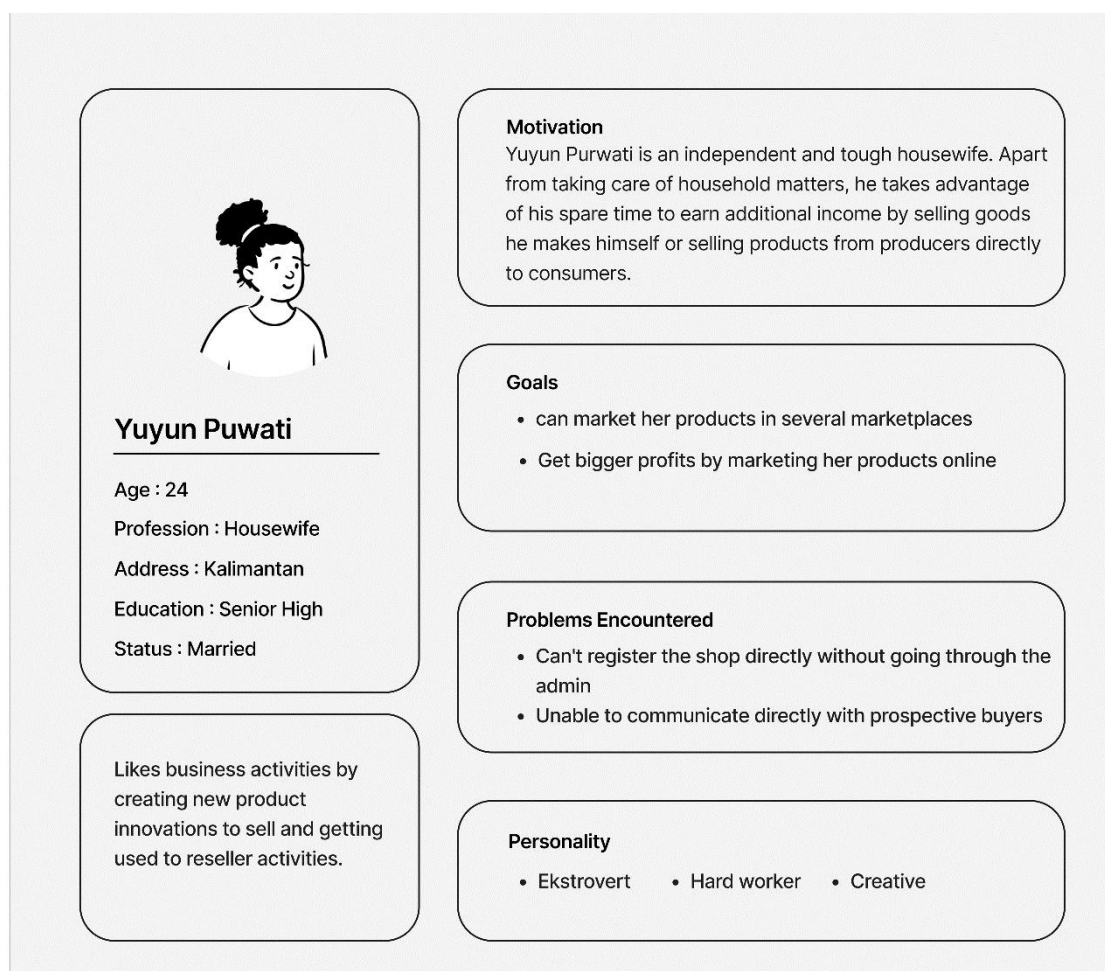 Yuyun Puwati
Age : 24
Profession : Housewife
Address : Kalimantan
Education : Senior High
Status : Married
Likes business activities by
creating new product
innovations to sell and getting
used to reseller activities.
Motivation
Yuyun Purwati is an independent and tough housewife. Apart
from taking care of household matters, he takes advantage
of his spare time to earn additional income by selling goods
he makes himself or selling products from producers directly
to consumers.
Goals
• can market her products in several marketplaces
• Get bigger profits by marketing her products online
Problems Encountered
• Can't register the shop directly without going through the
admin
• Unable to communicate directly with prospective buyers
Personality
• Ekstrovert • Hard worker • Creative